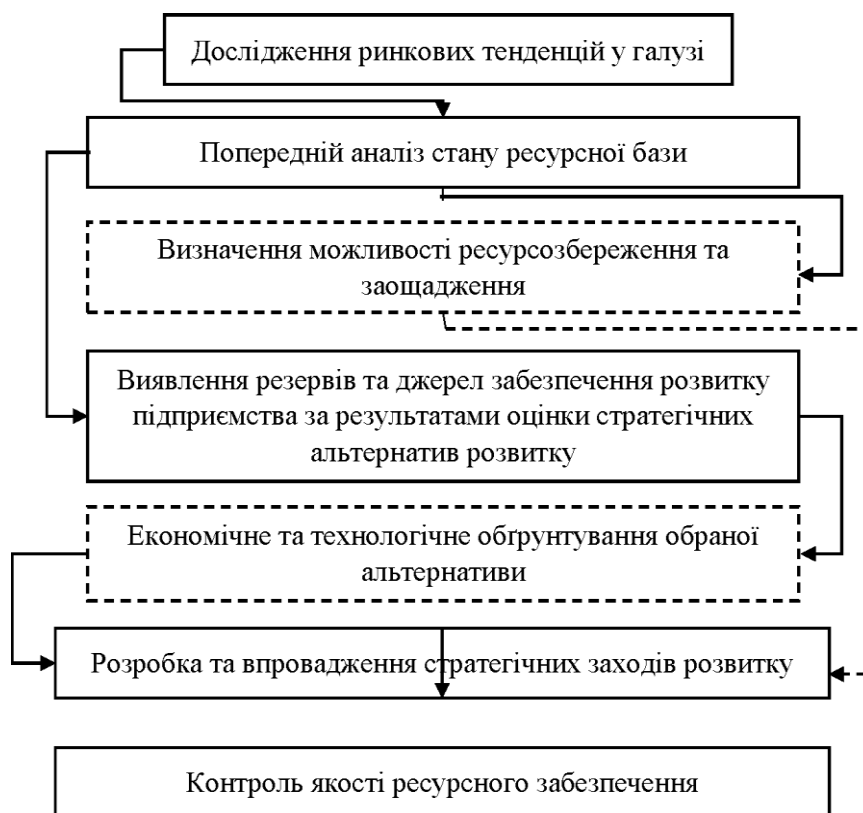 Дослідження ринкових тенденцій у галузі
Попередній аналіз стану ресурсної бази
Визначення можливості ресурсозбереження та
заощадження
Виявлення резервів та джерел забезпечення розвитку
підприємства за результатами оцінки стратегічних
альтернатив розвитку
Економічне та технологічне обґрунтування обраної
альтернативи
Розробка та впровадження стратегічних заходів розвитку
Контроль якості ресурсного забезпечення